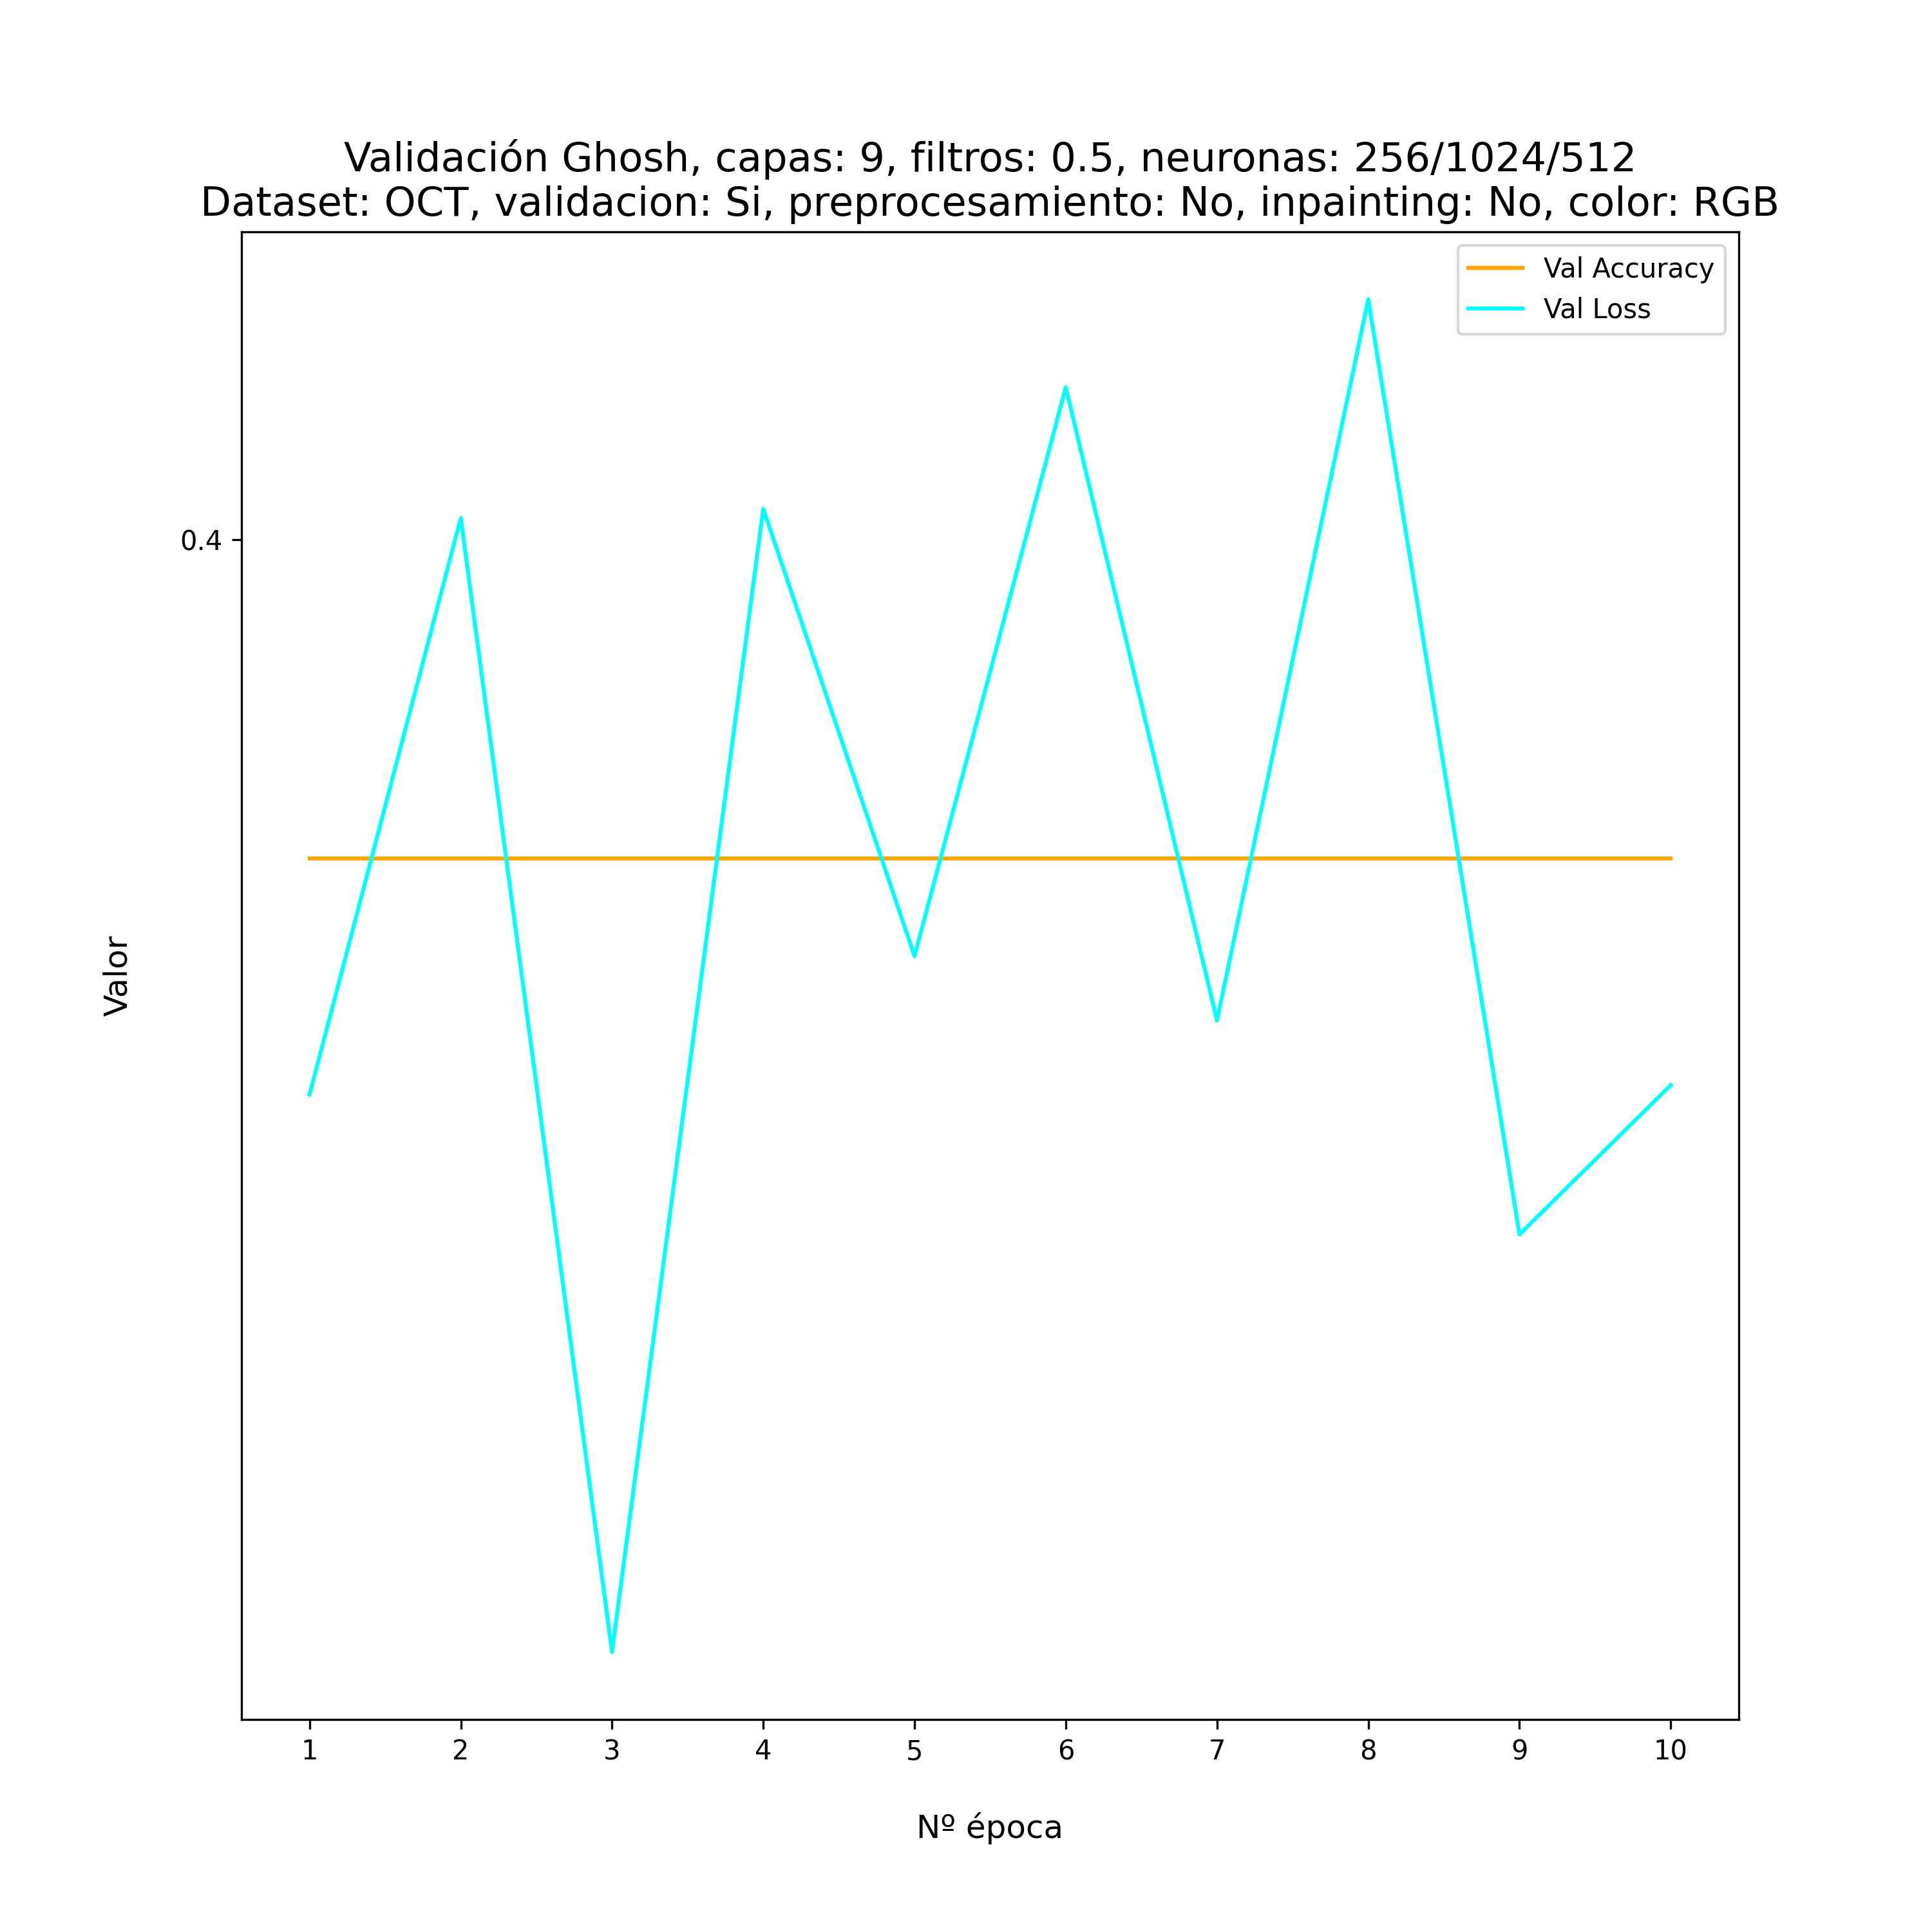 Validación Ghosh, capas: 9, filtros: 0.5, neuronas: 256/1024/512
Dataset: OCT, validacion: Si, preprocesamiento: No, inpainting: No, color: RGB
Val Accuracy
Val Loss
0.4
Valor
1 2 3 4 5 6 7 8 9 10
Nº época